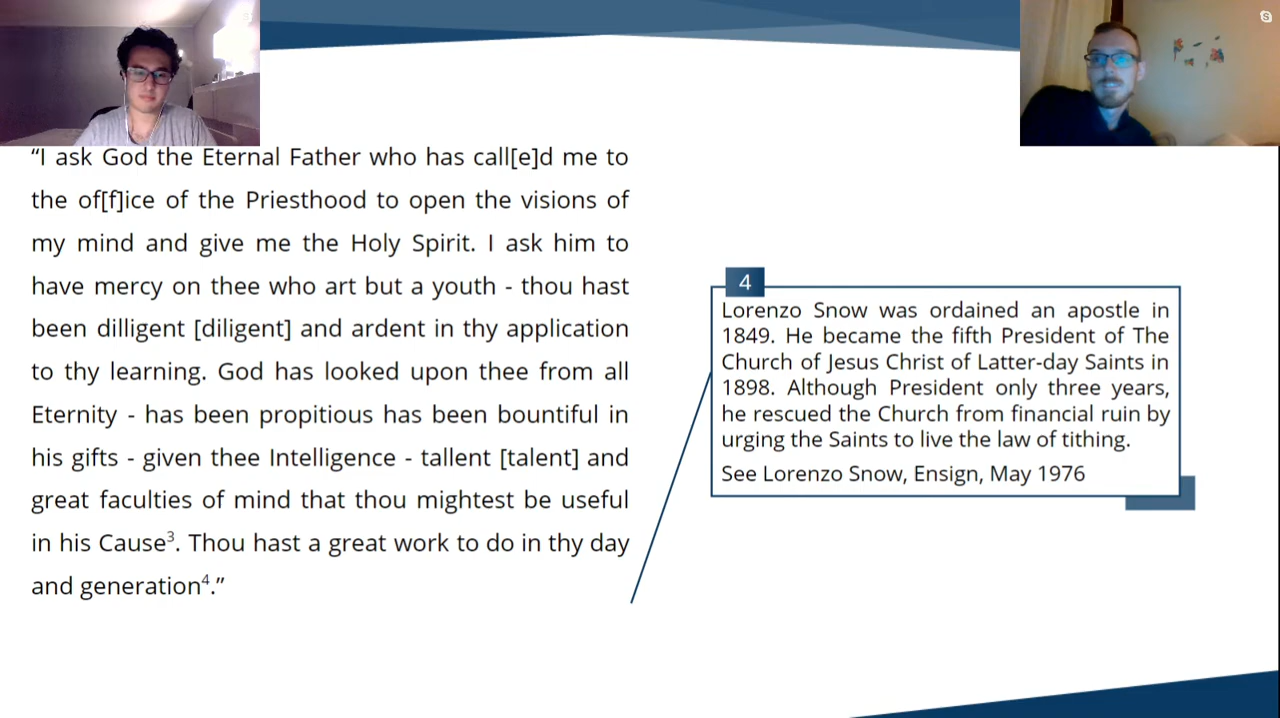 “I ask God the Eternal Father who has call[e]d me to
the of[f]ice of the Priesthood to open the visions of
my mind and give me the Holy Spirit. I ask him to
have mercy on thee who art but a youth - thou hast
been dilligent [diligent] and ardent in thy application
to thy learning. God has looked upon thee from all
Eternity - has been propitious has been bountiful in
his gifts - given thee Intelligence - tallent [talent] and
great faculties of mind that thou mightest be useful
in his Cause³. Thou hast a great work to do in thy day
and generation⁴.”
4
Lorenzo Snow was ordained an apostle in
1849. He became the fifth President of The
Church of Jesus Christ of Latter-day Saints in
1898. Although President only three years,
he rescued the Church from financial ruin by
urging the Saints to live the law of tithing.
See Lorenzo Snow, Ensign, May 1976